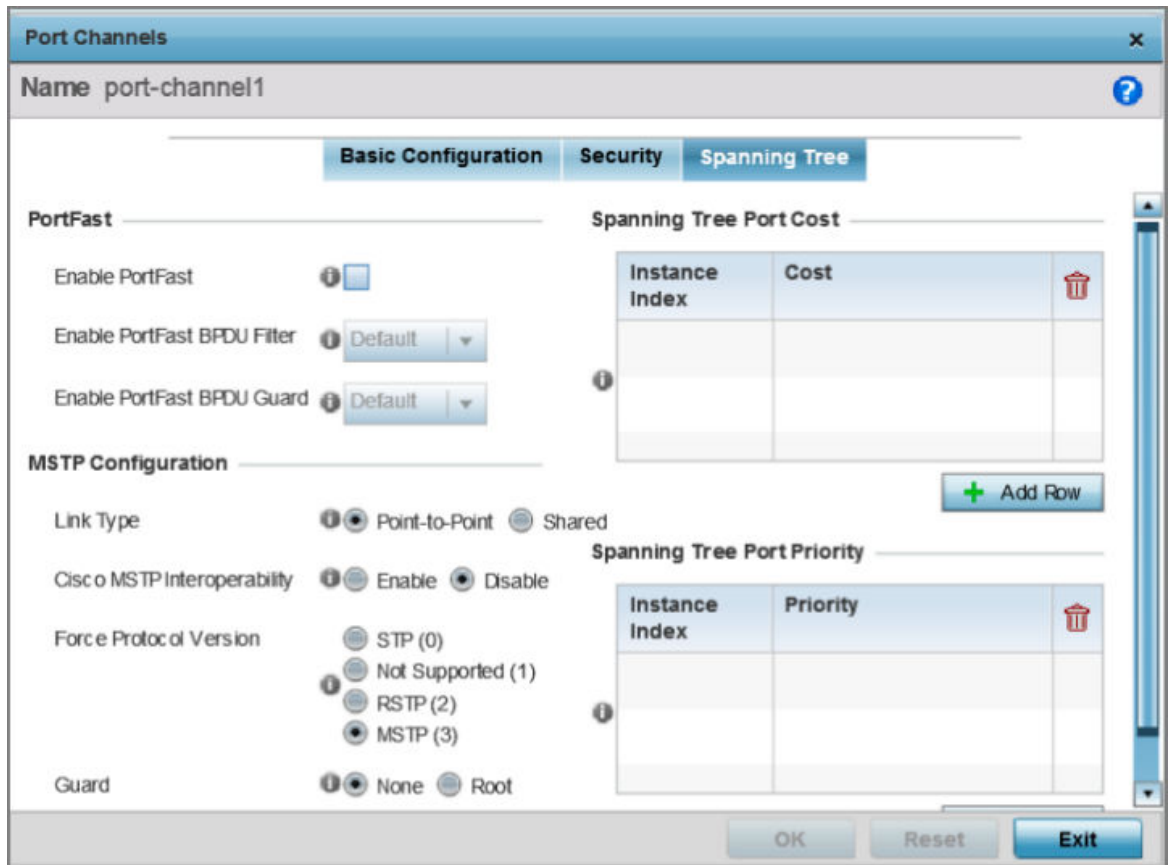 Port Channels
Name port-channel1
Basic Configuration Security Spanning Tree
PortFast
Enable PortFast
Enable PortFast BPDU Filter Default
Enable PortFast BPDU Guard Default
MSTP Configuration
Link Type Point-to-Point Shared
Cisco MSTP Interoperability Enable Disable
Force Protocol Version STP (0)
Not Supported (1)
RSTP (2)
MSTP (3)
Guard None Root
Spanning Tree Port Cost
Instance Index Cost
Add Row
Spanning Tree Port Priority
Instance Index Priority
OK Reset Exit